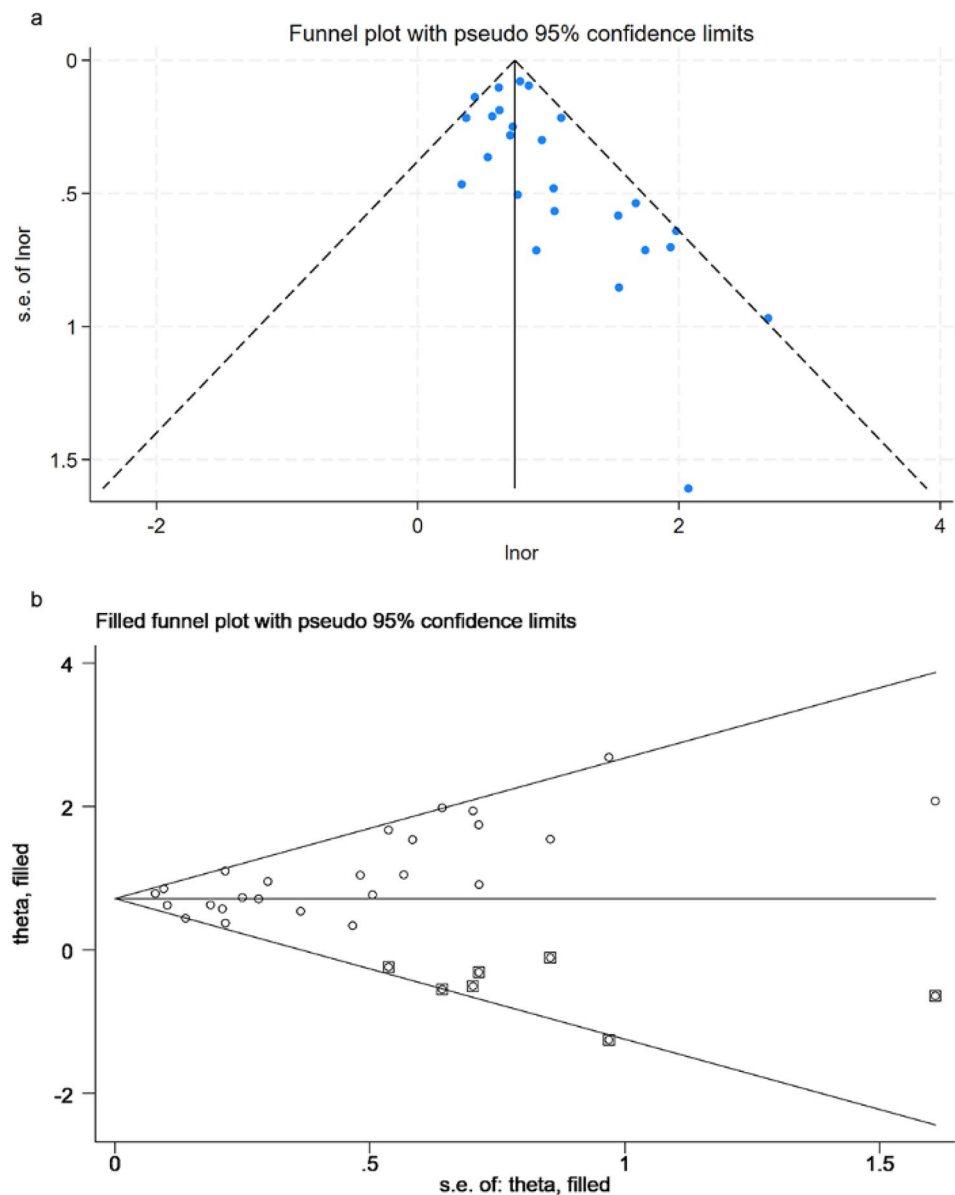 a
Funnel plot with pseudo 95% confidence limits
0
.5
1
1.5
s.e. of lnor
-2
0
2
4
lnor
b
Filled funnel plot with pseudo 95% confidence limits
4
2
0
-2
theta, filled
0
.5
1
1.5
s.e. of: theta, filled